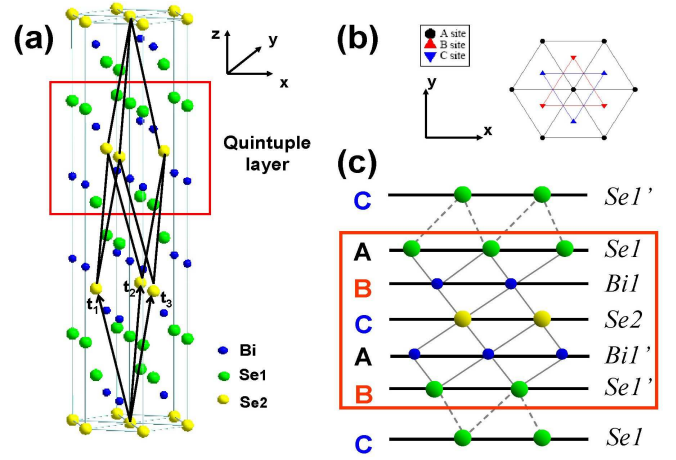 (a)
z
y
x
Quintuple
layer
t1
t2
t3
Bi
Se1
Se2
(b)
A site
B site
C site
y
x
(c)
C Se1'
A Se1
B Bi1
C Se2
A Bi1'
B Se1'
C Se1